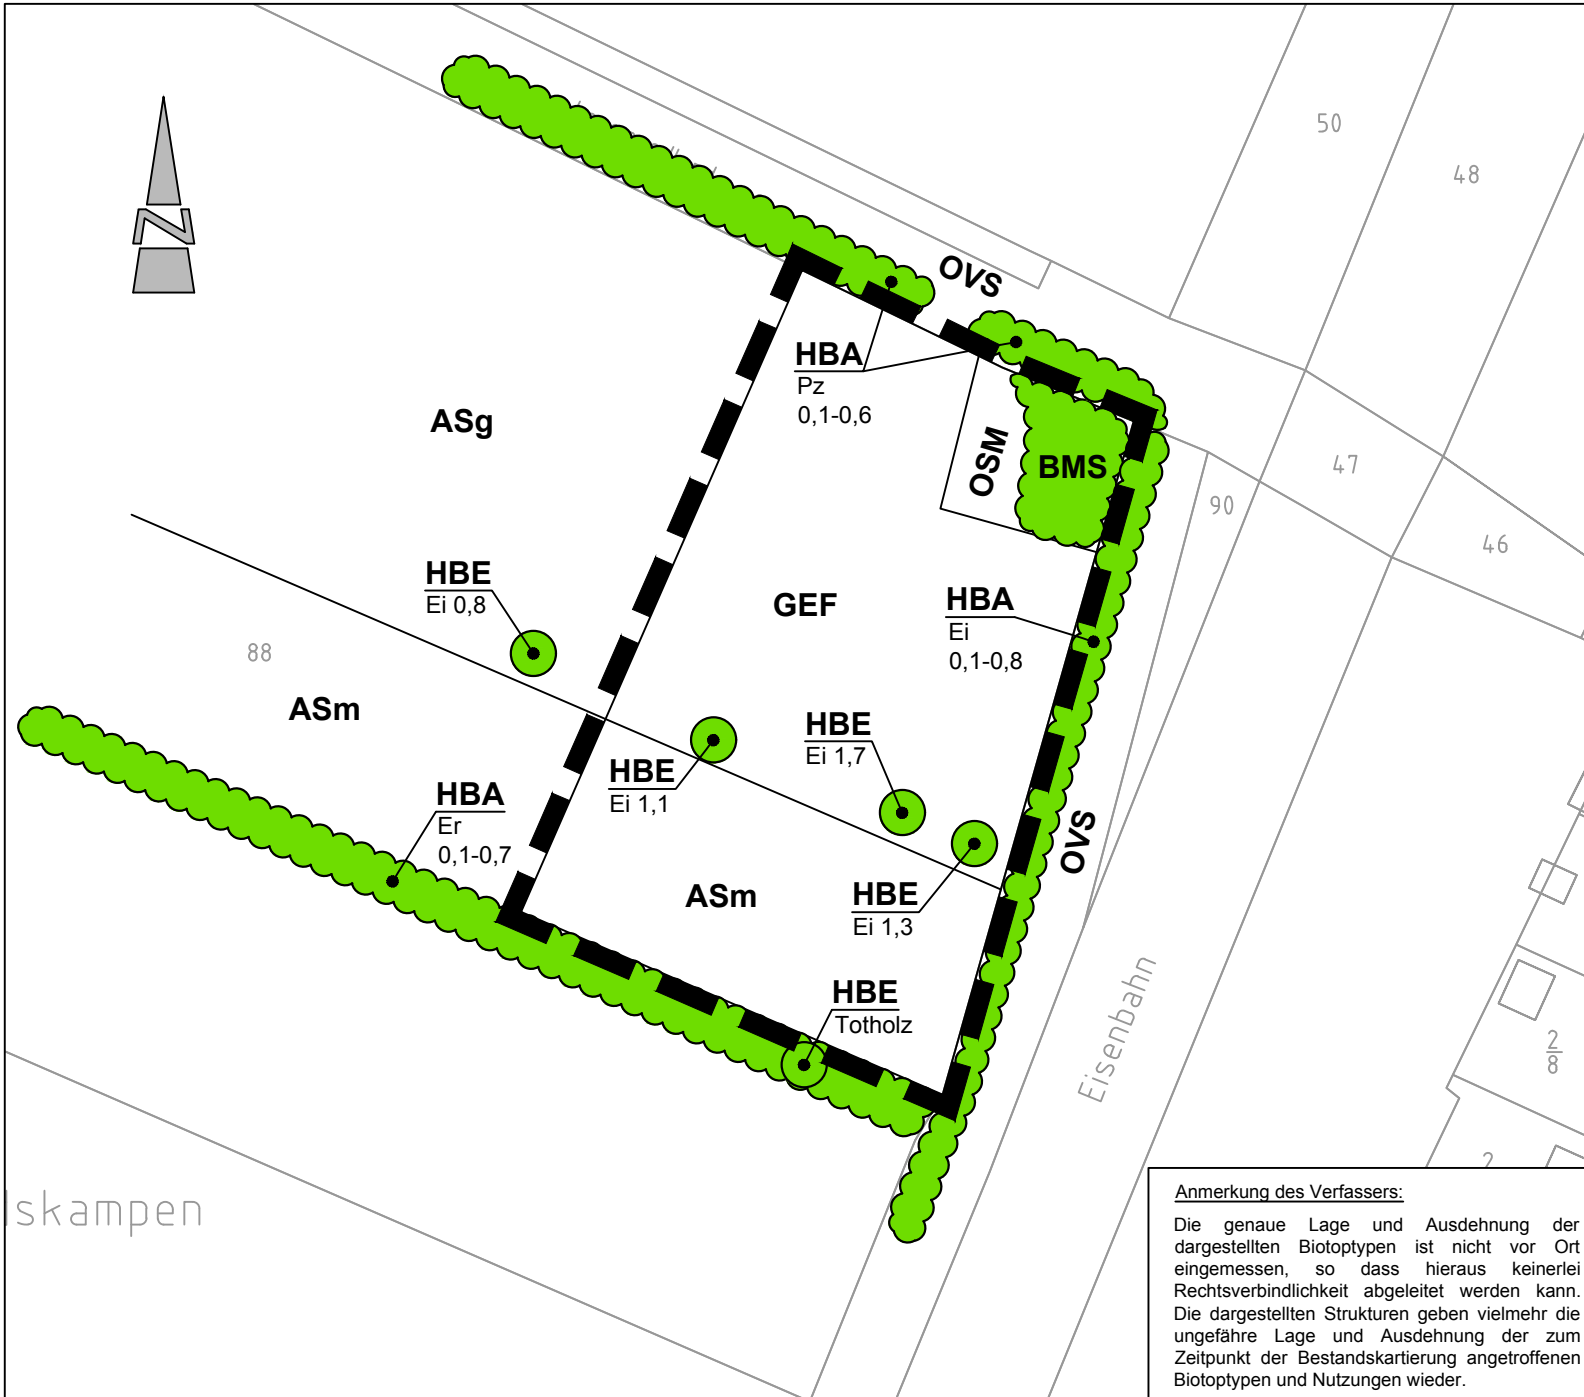 50
48
N
OVS
HBA
Pz
0,1-0,6
ASg
OSM
BMS
47
90
46
HBE
Ei 0,8
GEF
HBA
Ei
0,1-0,8
88
ASm
HBE
Ei 1,7
HBE
Ei 1,1
HBA
Er
0,1-0,7
OVS
ASm
HBE
Ei 1,3
HBE
Totholz
Eisenbahn
2
8
2
lskampen
Anmerkung des Verfassers:
Die genaue Lage und Ausdehnung der
dargestellten Biotoptypen ist nicht vor Ort
eingemessen, so dass hieraus keinerlei
Rechtsverbindlichkeit abgeleitet werden kann.
Die dargestellten Strukturen geben vielmehr die
ungefähre Lage und Ausdehnung der zum
Zeitpunkt der Bestandskartierung angetroffenen
Biotoptypen und Nutzungen wieder.